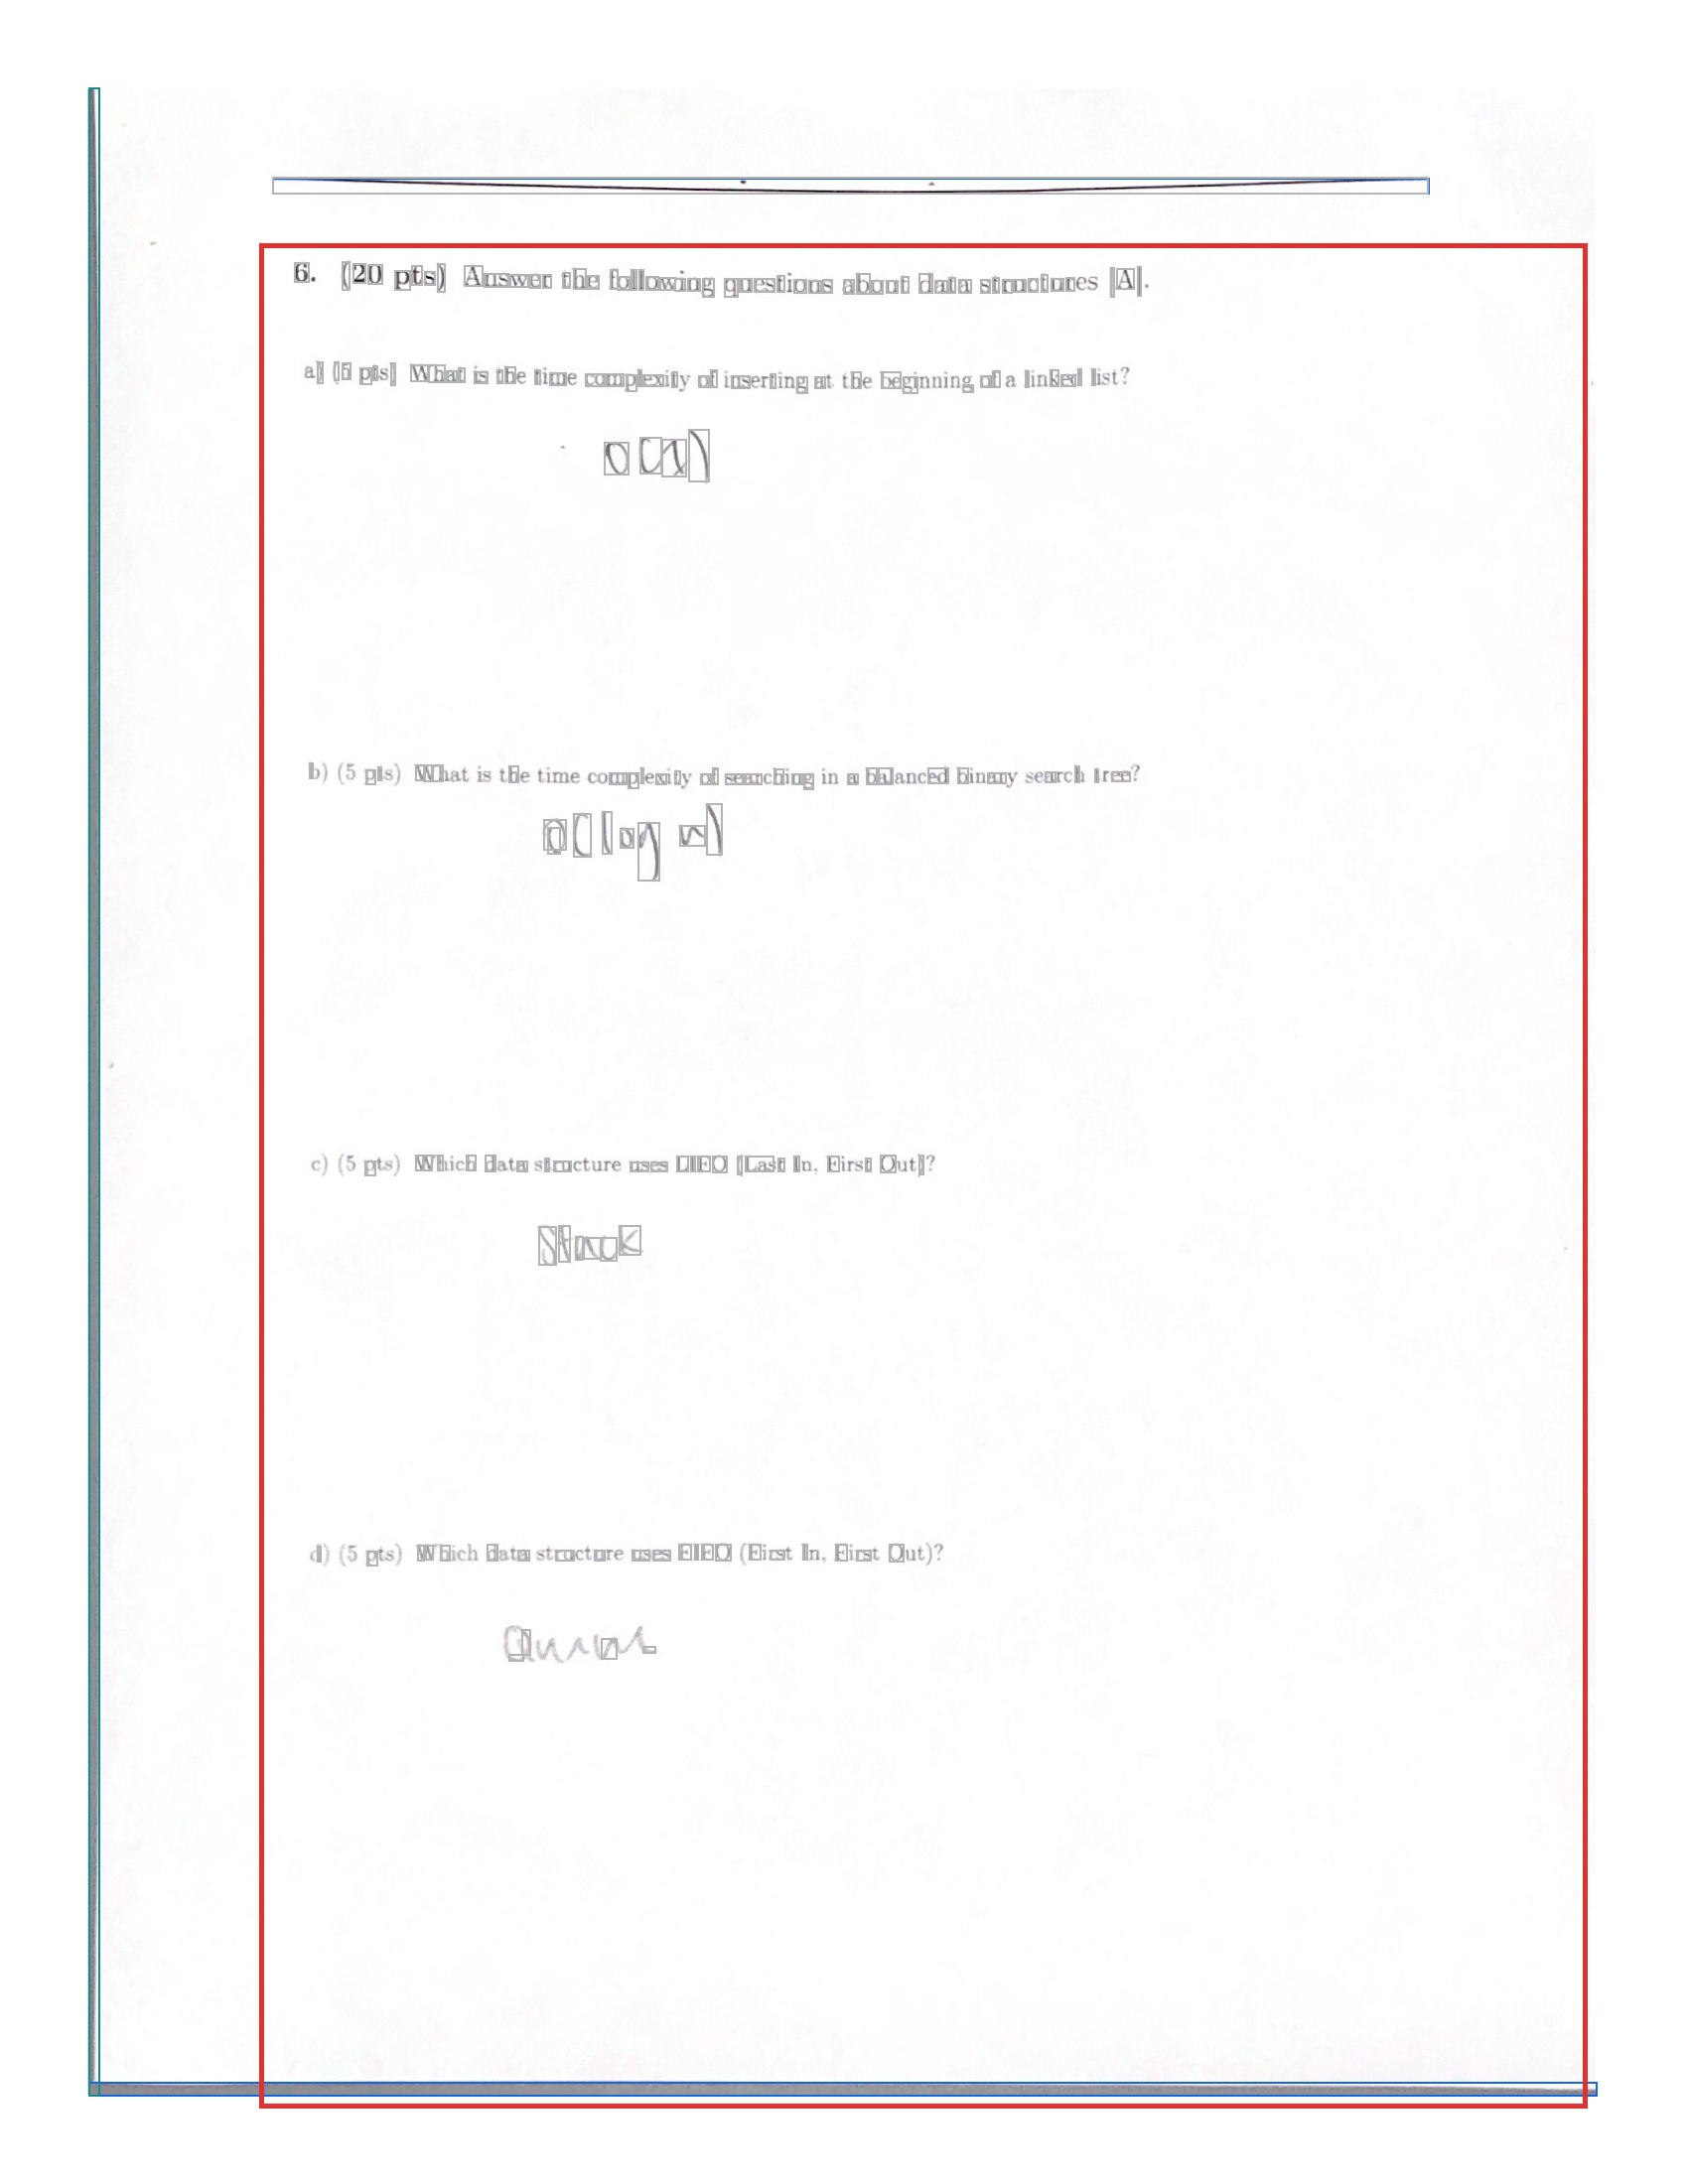 6. (20 pts) Answer the following questions about data structures [A].
a) (5 pts) What is the time complexity of inserting at the beginning of a linked list?
O(1)
b) (5 pts) What is the time complexity of searching in a balanced binary search tree?
O(log n)
c) (5 pts) Which data structure uses LIFO (Last In, First Out)?
Stack
d) (5 pts) Which data structure uses FIFO (First In, First Out)?